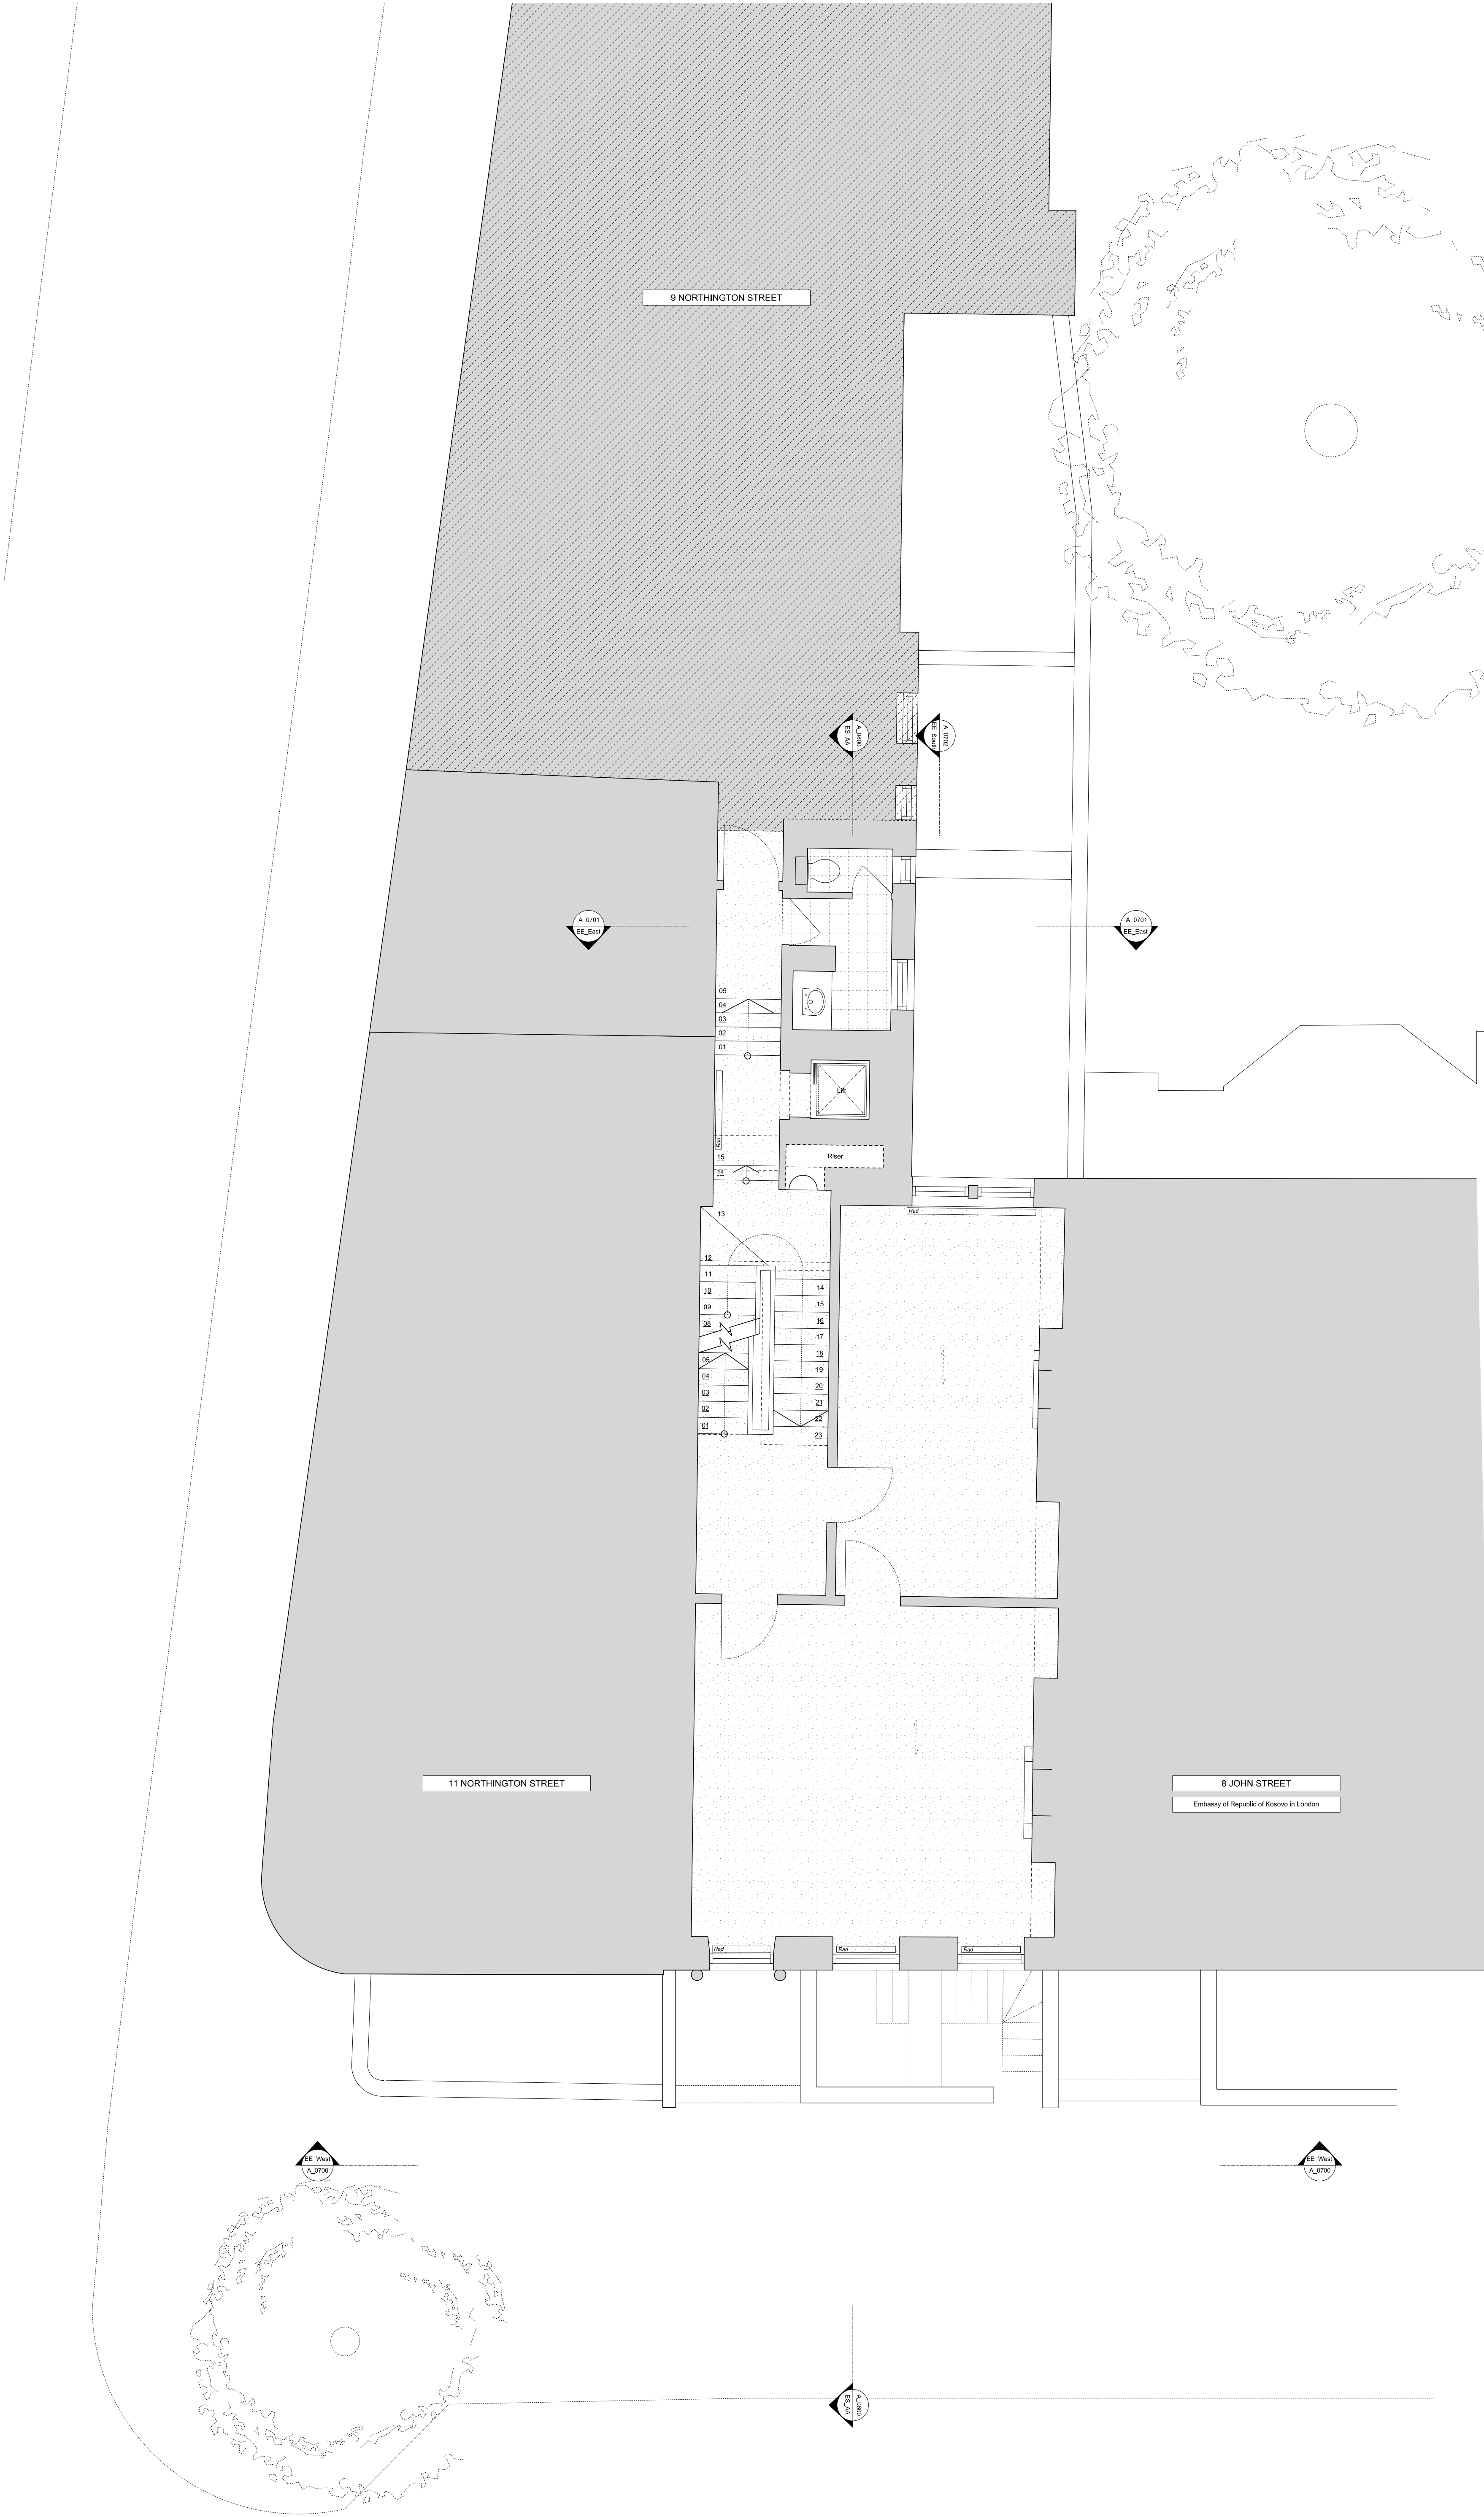 9 NORTHINGTON STREET
A_0800
ES_AA
A_0702
EE_South
A_0701
EE_East
A_0701
EE_East
05
04
03
02
01
Lift
Rad
Riser
15
14
13
Rad
12
11
10
09
08
05
04
03
02
01
14
15
16
17
18
19
20
21
22
23
11 NORTHINGTON STREET
8 JOHN STREET
Embassy of Republic of Kosovo in London
Rad
Rad
Rad
EE_West
A_0700
EE_West
A_0700
A_0800
ES_AA